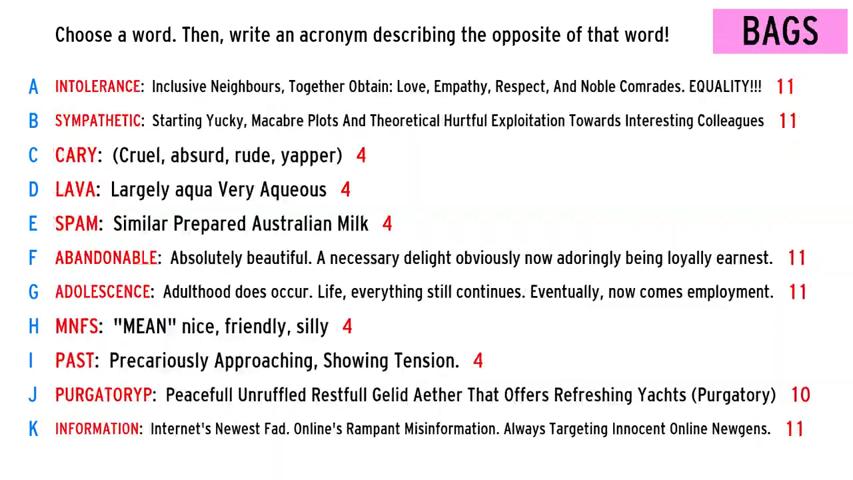 Choose a word. Then, write an acronym describing the opposite of that word!
BAGS
A INTOLERANCE: Inclusive Neighbours, Together Obtain: Love, Empathy, Respect, And Noble Comrades. EQUALITY!!! 11
B SYMPATHETIC: Starting Yucky, Macabre Plots And Theoretical Hurtful Exploitation Towards Interesting Colleagues 11
C CARY: (Cruel, absurd, rude, yapper) 4
D LAVA: Largely aqua Very Aqueous 4
E SPAM: Similar Prepared Australian Milk 4
F ABANDONABLE: Absolutely beautiful. A necessary delight obviously now adoringly being loyally earnest. 11
G ADOLESCENCE: Adulthood does occur. Life, everything still continues. Eventually, now comes employment. 11
H MNFS: "MEAN" nice, friendly, silly 4
I PAST: Precariously Approaching, Showing Tension. 4
J PURGATORYP: Peacefull Unruffled Restfull Gelid Aether That Offers Refreshing Yachts (Purgatory) 10
K INFORMATION: Internet's Newest Fad. Online's Rampant Misinformation. Always Targeting Innocent Online Newgens. 11